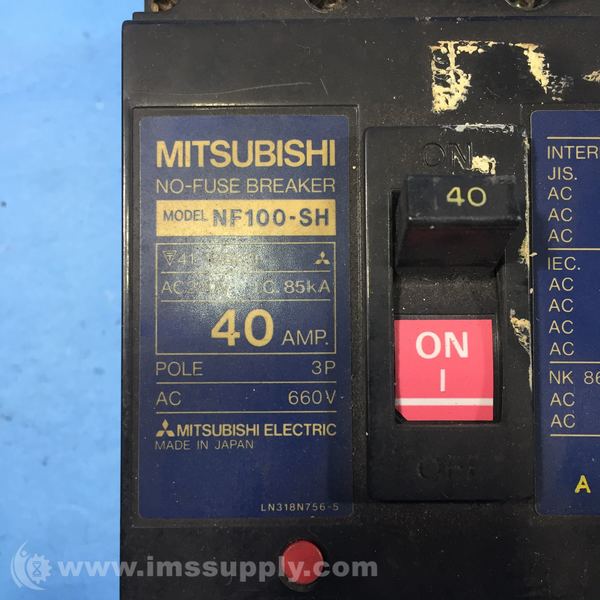 MITSUBISHI
NO-FUSE BREAKER
MODEL NF100-SH
85kA
40 AMP.
POLE 3P
AC 660V
MITSUBISHI ELECTRIC
MADE IN JAPAN
LN318N756-5
ON
40
ON
I
OFF
INTER
JIS.
AC
AC
AC
IEC.
AC
AC
AC
AC
NK 86
AC
AC
A
www.imssupply.com